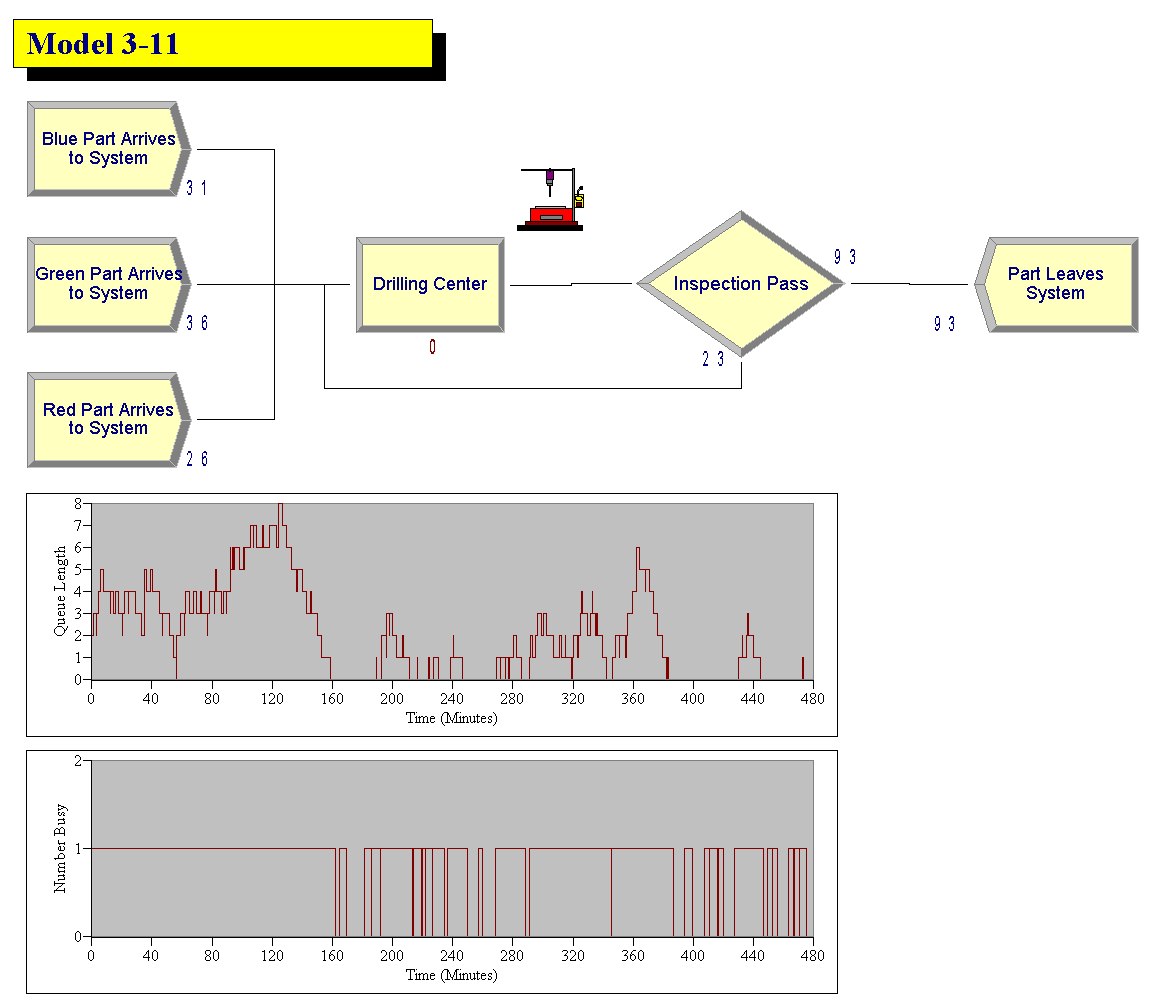 Model 3-11
Blue Part Arrives
to System
3 1
Green Part Arrives
to System
3 6
Red Part Arrives
to System
2 6
Drilling Center
0
Inspection Pass
9 3
2 3
Part Leaves
System
9 3
Queue Length
8
7
6
5
4
3
2
1
0
0 40 80 120 160 200 240 280 320 360 400 440 480
Time (Minutes)
Number Busy
2
1
0
0 40 80 120 160 200 240 280 320 360 400 440 480
Time (Minutes)